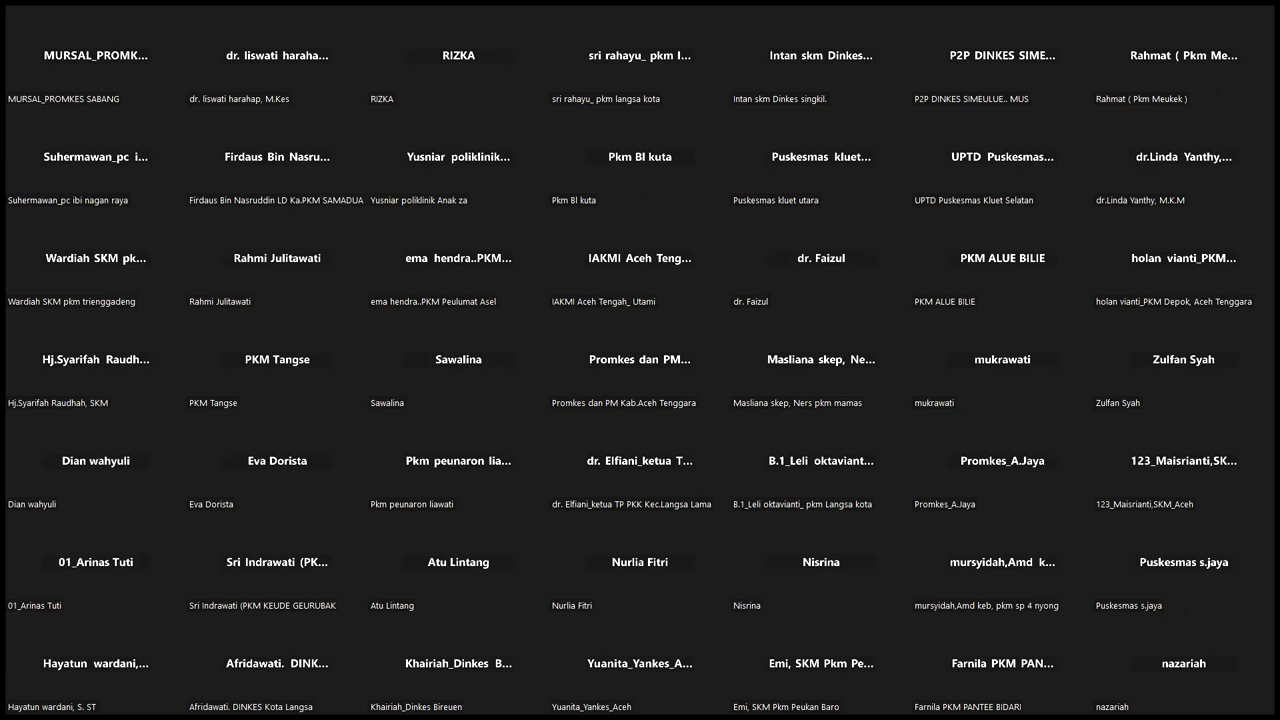 MURSAL_PROMK... dr. liswati haraha... RIZKA sri rahayu_ pkm l... Intan skm Dinkes... P2P DINKES SIME... Rahmat ( Pkm Me...
MURSAL_PROMKES SABANG dr. liswati harahap, M.Kes RIZKA sri rahayu_ pkm langsa kota Intan skm Dinkes singkil. P2P DINKES SIMEULUE.. MUS Rahmat ( Pkm Meukek )
Suhermawan_pc i... Firdaus Bin Nasru... Yusniar poliklinik... Pkm Bl kuta Puskesmas kluet... UPTD Puskesmas... dr.Linda Yanthy,...
Suhermawan_pc ibi nagan raya Firdaus Bin Nasruddin LD Ka.PKM SAMADUA Yusniar poliklinik Anak za Pkm Bl kuta Puskesmas kluet utara UPTD Puskesmas Kluet Selatan dr.Linda Yanthy, M.K.M
Wardiah SKM pk... Rahmi Julitawati ema hendra..PKM... IAKMI Aceh Teng... dr. Faizul PKM ALUE BILIE holan vianti_PKM...
Wardiah SKM pkm trienggadeng Rahmi Julitawati ema hendra..PKM Peulumat Asel IAKMI Aceh Tengah_ Utami dr. Faizul PKM ALUE BILIE holan vianti_PKM Depok, Aceh Tenggara
Hj.Syarifah Raudh... PKM Tangse Sawalina Promkes dan PM... Masliana skep, Ne... mukrawati Zulfan Syah
Hj.Syarifah Raudhah, SKM PKM Tangse Sawalina Promkes dan PM Kab.Aceh Tenggara Masliana skep, Ners pkm mamas mukrawati Zulfan Syah
Dian wahyuli Eva Dorista Pkm peunaron lia... dr. Elfiani_ketua T... B.1_Leli oktaviant... Promkes_A.Jaya 123_Maisrianti,SK...
Dian wahyuli Eva Dorista Pkm peunaron liawati dr. Elfiani_ketua TP PKK Kec.Langsa Lama B.1_Leli oktavianti_ pkm Langsa kota Promkes_A.Jaya 123_Maisrianti,SKM_Aceh
01_Arinas Tuti Sri Indrawati (PK... Atu Lintang Nurlia Fitri Nisrina mursyidah,Amd k... Puskesmas s.jaya
01_Arinas Tuti Sri Indrawati (PKM KEUDE GEURUBAK Atu Lintang Nurlia Fitri Nisrina mursyidah,Amd keb, pkm sp 4 nyong Puskesmas s.jaya
Hayatun wardani,... Afridawati. DINK... Khairiah_Dinkes B... Yuanita_Yankes_A... Emi, SKM Pkm Pe... Farnila PKM PAN... nazariah
Hayatun wardani, S. ST Afridawati. DINKES Kota Langsa Khairiah_Dinkes Bireuen Yuanita_Yankes_Aceh Emi, SKM Pkm Peukan Baro Farnila PKM PANTEE BIDARI nazariah